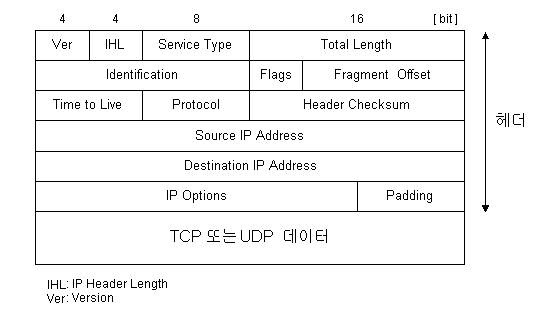 4 4 8 16 [bit]
Ver IHL Service Type Total Length
Identification Flags Fragment Offset
Time to Live Protocol Header Checksum
Source IP Address
Destination IP Address
IP Options Padding
TCP 또는 UDP 데이터
헤더
IHL: IP Header Length
Ver: Version